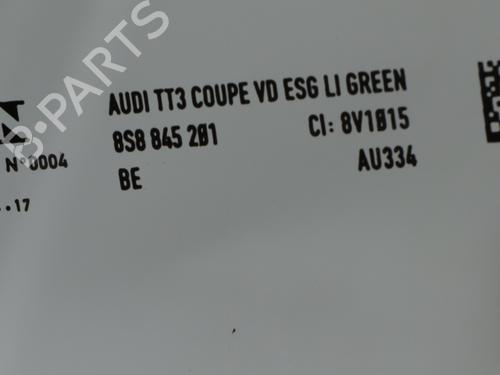 AUDI TT3 COUPE VD ESG LI GREEN
8S8 845 201 CI: 8V1015
N°0004 BE AU334
..17
B-PARTS